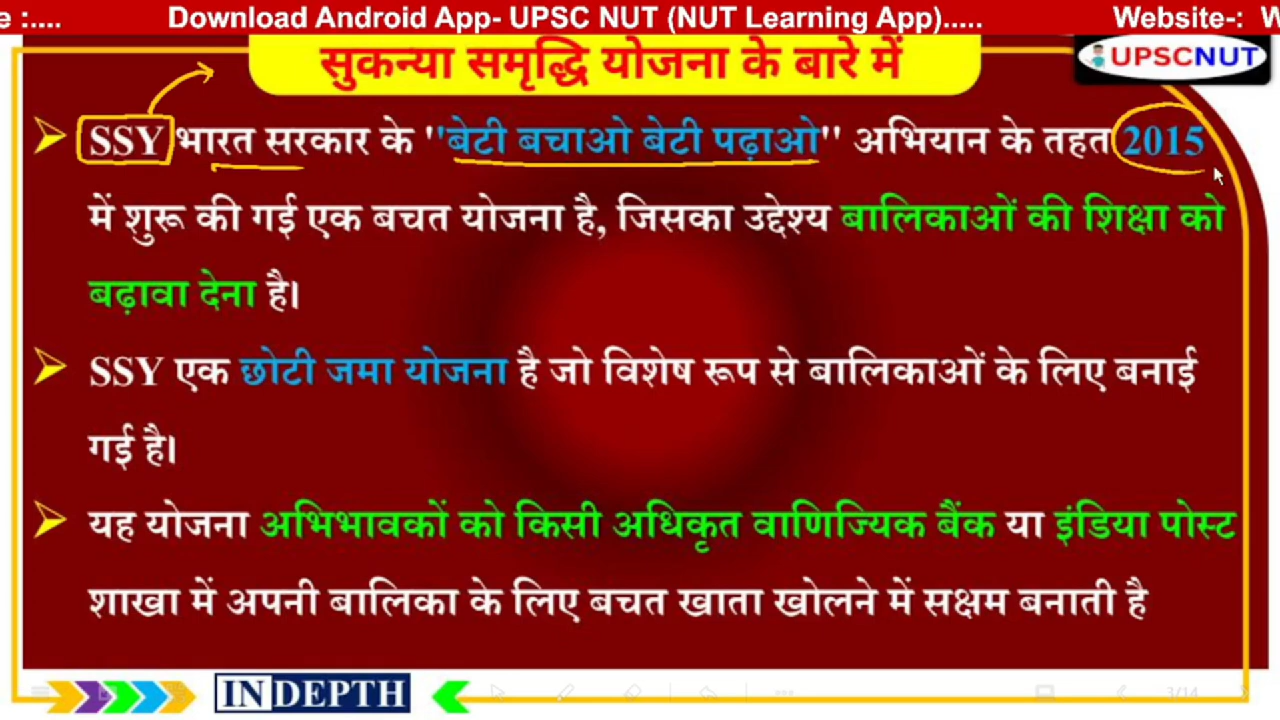 e :.... Download Android App- UPSC NUT (NUT Learning App)..... Website-: W
सुकन्या समृद्धि योजना के बारे में
UPSCNUT
SSY भारत सरकार के "बेटी बचाओ बेटी पढ़ाओ" अभियान के तहत 2015
में शुरू की गई एक बचत योजना है, जिसका उद्देश्य बालिकाओं की शिक्षा को
बढ़ावा देना है।
SSY एक छोटी जमा योजना है जो विशेष रूप से बालिकाओं के लिए बनाई
गई है।
यह योजना अभिभावकों को किसी अधिकृत वाणिज्यिक बैंक या इंडिया पोस्ट
शाखा में अपनी बालिका के लिए बचत खाता खोलने में सक्षम बनाती है
INDEPTH
3/14